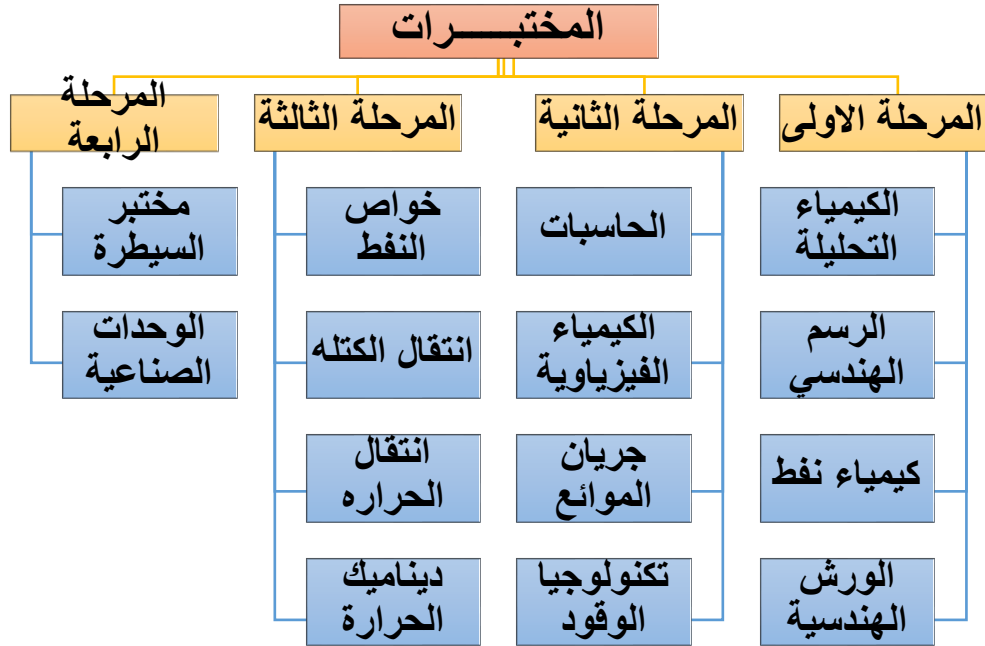 المختبـــــــرات
المرحلة الاولى
الكيمياء
التحليلة
الرسم
الهندسي
كيمياء نفط
الورش
الهندسية
المرحلة الثانية
الحاسبات
الكيمياء
الفيزياوية
جريان
الموائع
تكنولوجيا
الوقود
المرحلة الثالثة
خواص
النفط
انتقال الكتله
انتقال
الحراره
ديناميك
الحرارة
المرحلة
الرابعة
مختبر
السيطرة
الوحدات
الصناعية